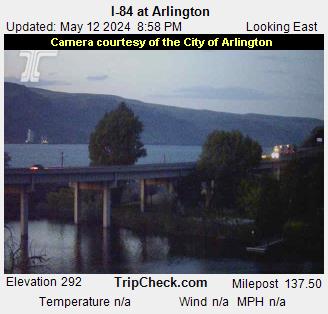 I-84 at Arlington
Updated: May 12 2024 8:58 PM Looking East
Camera courtesy of the City of Arlington
Elevation 292 TripCheck.com Milepost 137.50
Temperature n/a Wind n/a MPH n/a